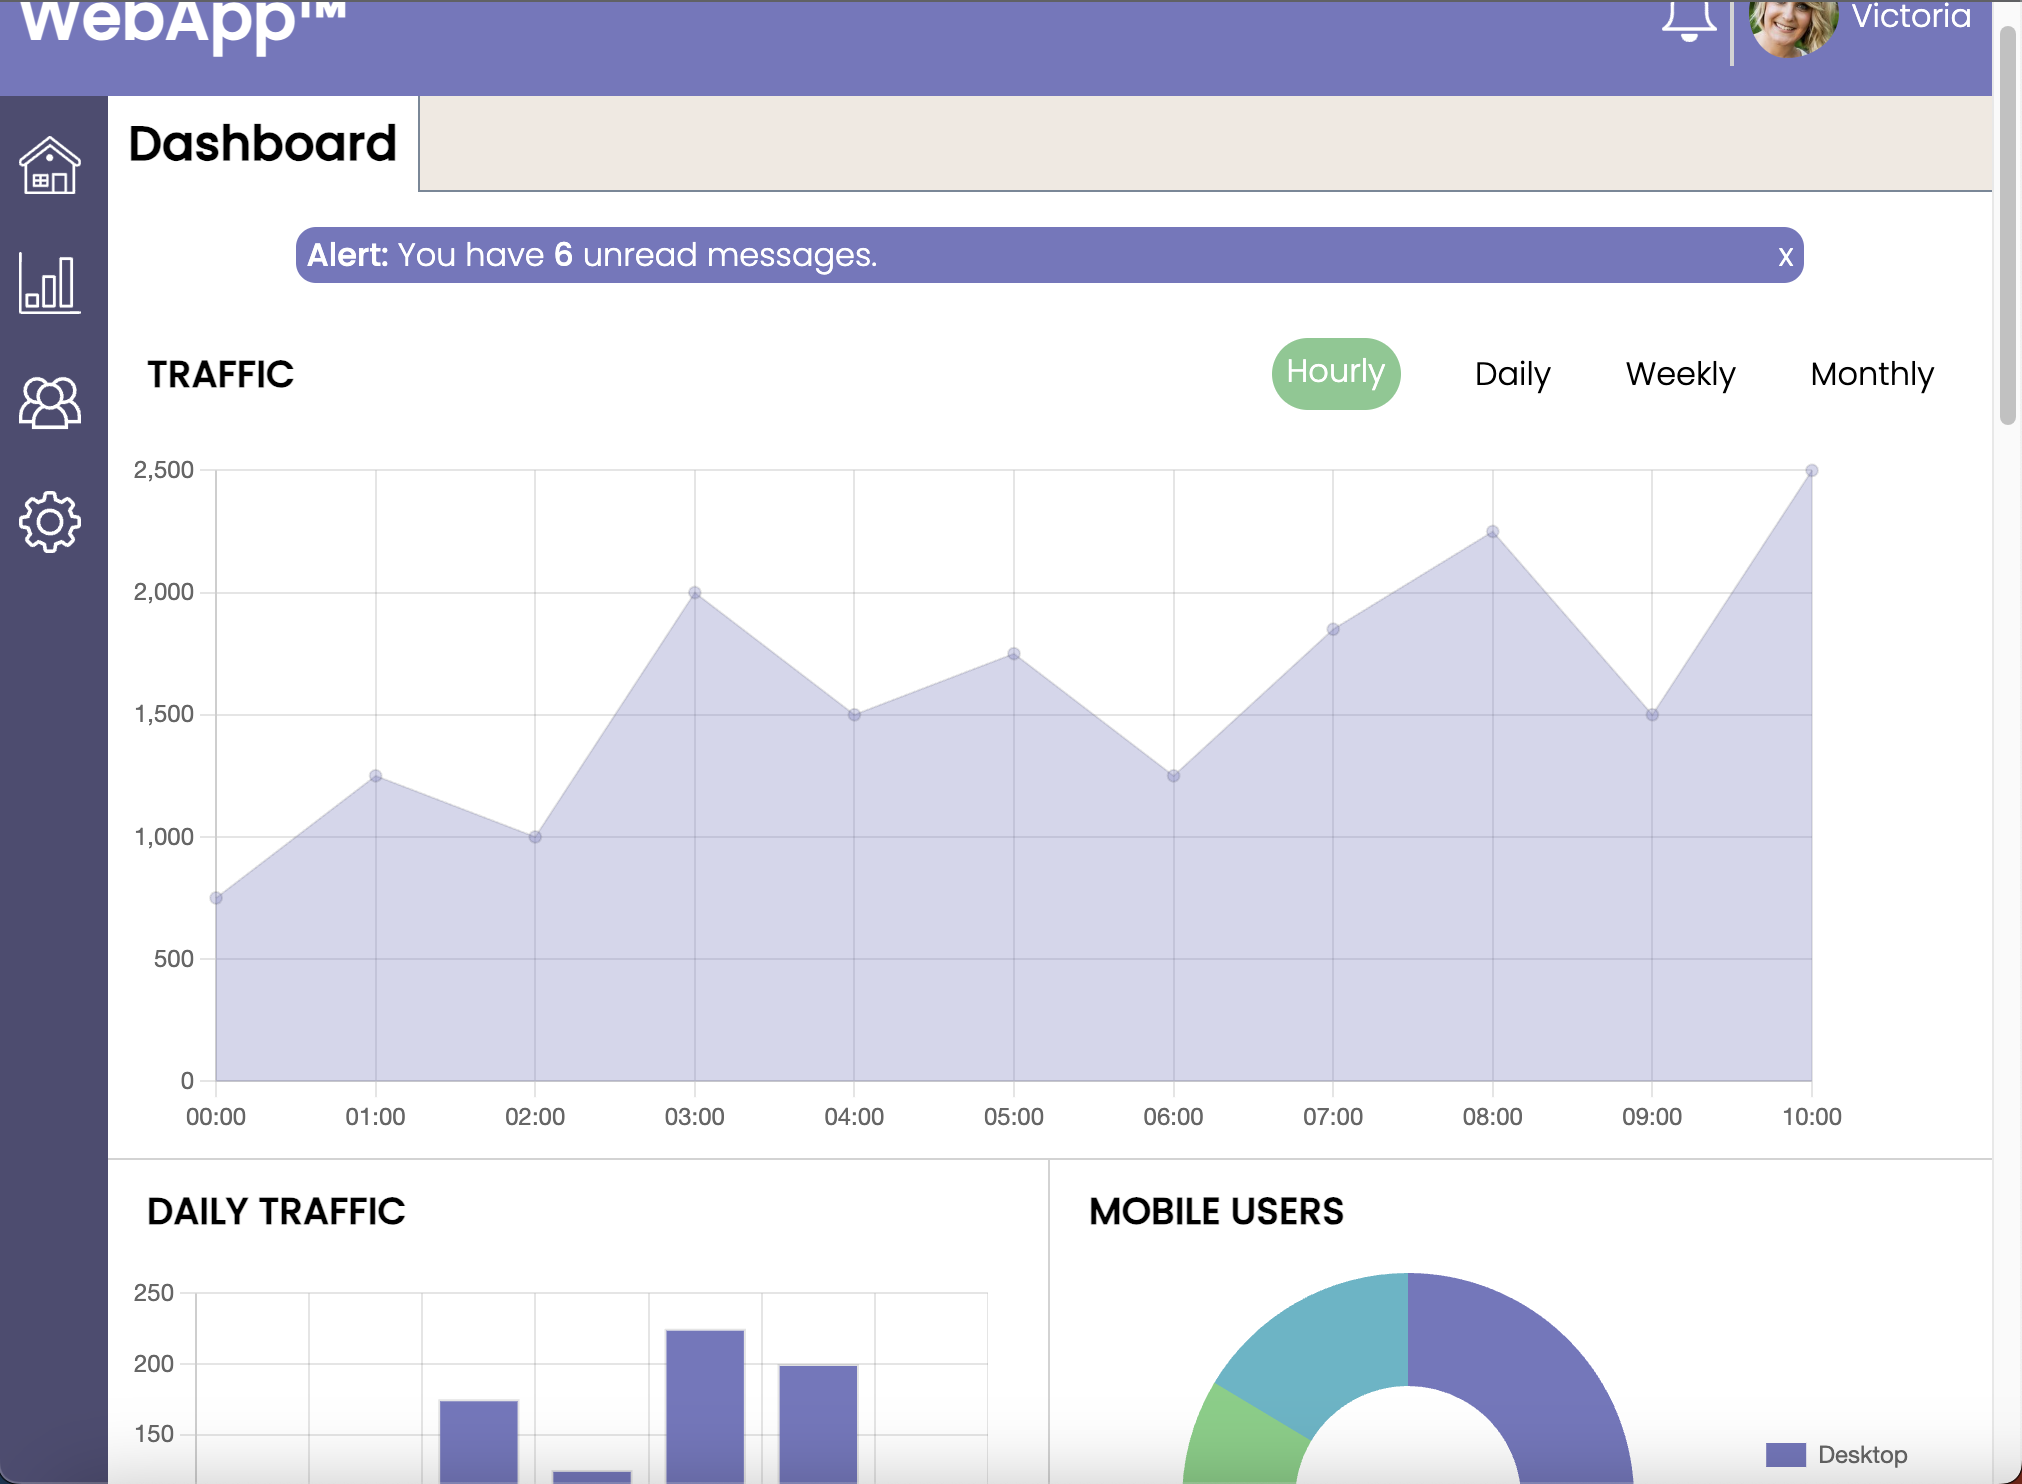 WebApp™
Victoria
Dashboard
Alert: You have 6 unread messages.
x
TRAFFIC
Hourly Daily Weekly Monthly
2,500
2,000
1,500
1,000
500
0
00:00 01:00 02:00 03:00 04:00 05:00 06:00 07:00 08:00 09:00 10:00
DAILY TRAFFIC
250
200
150
MOBILE USERS
Desktop